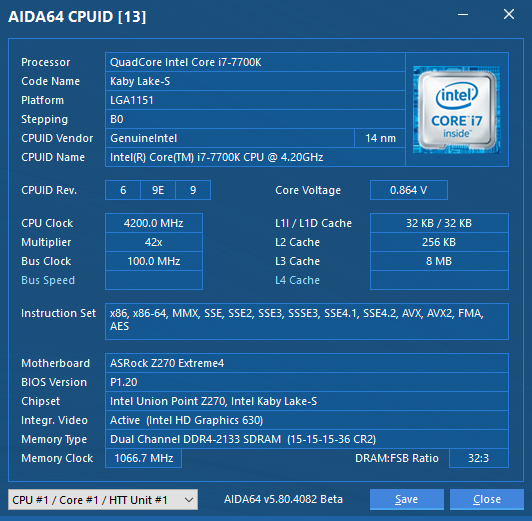 AIDA64 CPUID [13]
Processor QuadCore Intel Core i7-7700K
Code Name Kaby Lake-S
Platform LGA1151
Stepping B0
CPUID Vendor GenuineIntel 14 nm
CPUID Name Intel(R) Core(TM) i7-7700K CPU @ 4.20GHz
intel
CORE i7
inside™
CPUID Rev. 6 9E 9 Core Voltage 0.864 V
CPU Clock 4200.0 MHz L1I / L1D Cache 32 KB / 32 KB
Multiplier 42x L2 Cache 256 KB
Bus Clock 100.0 MHz L3 Cache 8 MB
Bus Speed L4 Cache
Instruction Set x86, x86-64, MMX, SSE, SSE2, SSE3, SSSE3, SSE4.1, SSE4.2, AVX, AVX2, FMA,
AES
Motherboard ASRock Z270 Extreme4
BIOS Version P1.20
Chipset Intel Union Point Z270, Intel Kaby Lake-S
Integr. Video Active (Intel HD Graphics 630)
Memory Type Dual Channel DDR4-2133 SDRAM (15-15-15-36 CR2)
Memory Clock 1066.7 MHz DRAM:FSB Ratio 32:3
CPU #1 / Core #1 / HTT Unit #1 AIDA64 v5.80.4082 Beta Save Close